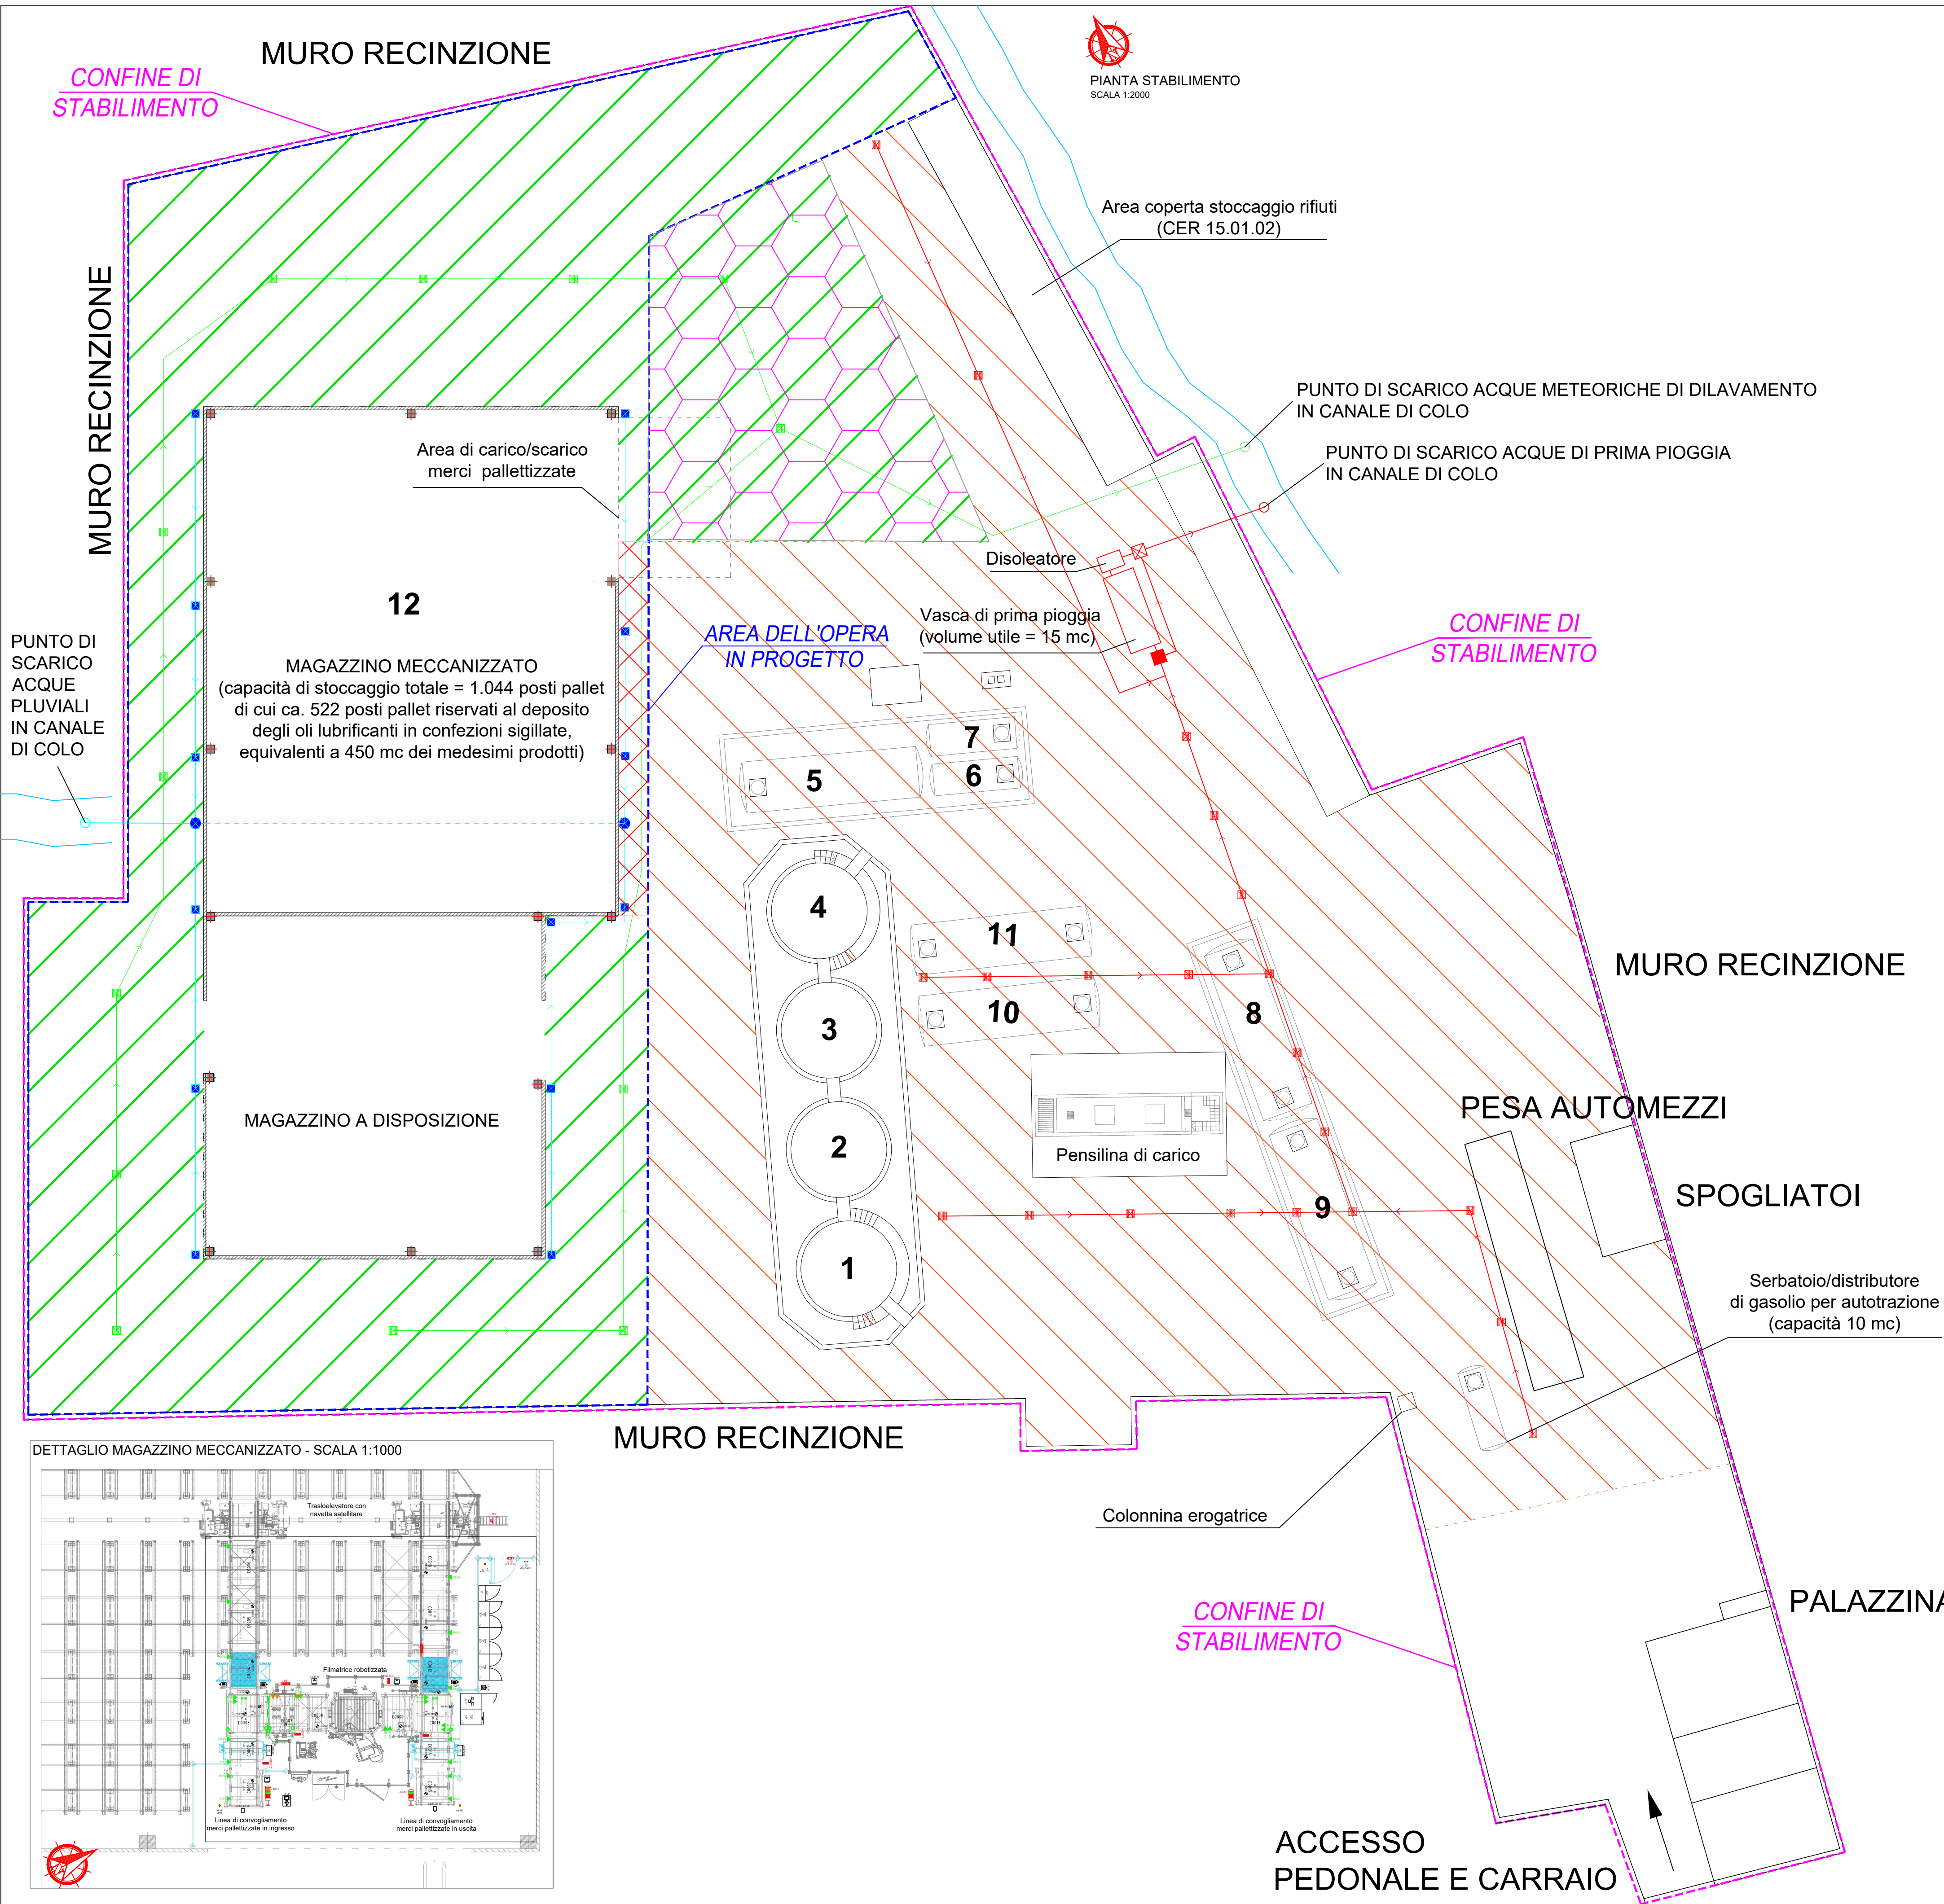 MURO RECINZIONE
CONFINE DI
STABILIMENTO
PIANTA STABILIMENTO
SCALA 1:2000
Area coperta stoccaggio rifiuti
(CER 15.01.02)
MURO RECINZIONE
PUNTO DI SCARICO ACQUE METEORICHE DI DILAVAMENTO
IN CANALE DI COLO
PUNTO DI SCARICO ACQUE DI PRIMA PIOGGIA
IN CANALE DI COLO
Area di carico/scarico
merci pallettizzate
Disoleatore
12
Vasca di prima pioggia
(volume utile = 15 mc)
AREA DELL'OPERA
IN PROGETTO
CONFINE DI
STABILIMENTO
PUNTO DI
SCARICO
ACQUE
PLUVIALI
IN CANALE
DI COLO
MAGAZZINO MECCANIZZATO
(capacità di stoccaggio totale = 1.044 posti pallet
di cui ca. 522 posti pallet riservati al deposito
degli oli lubrificanti in confezioni sigillate,
equivalenti a 450 mc dei medesimi prodotti)
7
6
5
4
11
MURO RECINZIONE
10
8
3
PESA AUTOMEZZI
MAGAZZINO A DISPOSIZIONE
2
Pensilina di carico
SPOGLIATOI
9
1
Serbatoio/distributore
di gasolio per autotrazione
(capacità 10 mc)
MURO RECINZIONE
DETTAGLIO MAGAZZINO MECCANIZZATO - SCALA 1:1000
Trasloelevatore con
navetta satellitare
Colonnina erogatrice
PALAZZINA
CONFINE DI
STABILIMENTO
Filmatrice robotizzata
Linea di convogliamento
merci pallettizzate in ingresso
Linea di convogliamento
merci pallettizzate in uscita
ACCESSO
PEDONALE E CARRAIO